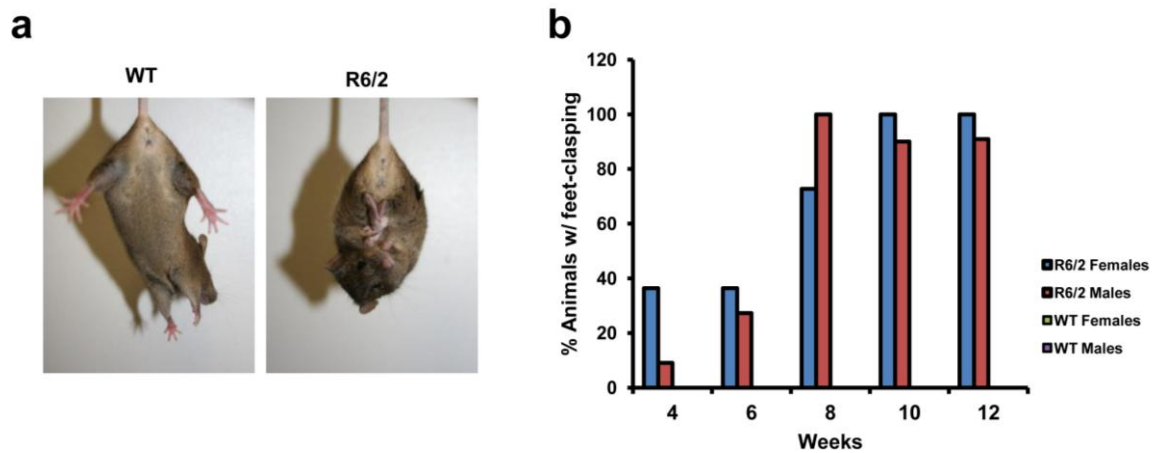 a
WT
R6/2
b
% Animals w/ feet-clasping
120
100
80
60
40
20
0
4 6 8 10 12
Weeks
R6/2 Females
R6/2 Males
WT Females
WT Males